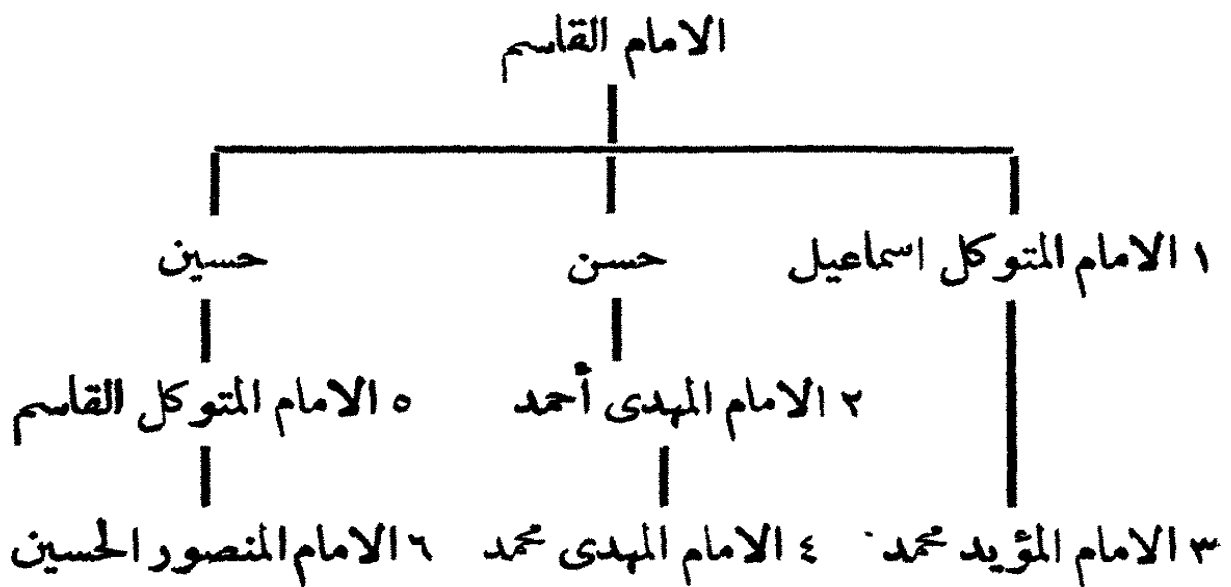 الامام القاسم
١ الامام المتوكل اسماعيل حسن حسين
٢ الامام المهدى أحمد ٥ الامام المتوكل القاسم
٣ الامام المؤيد محمد ٤ الامام المهدى محمد ٦ الامام المنصور الحسين